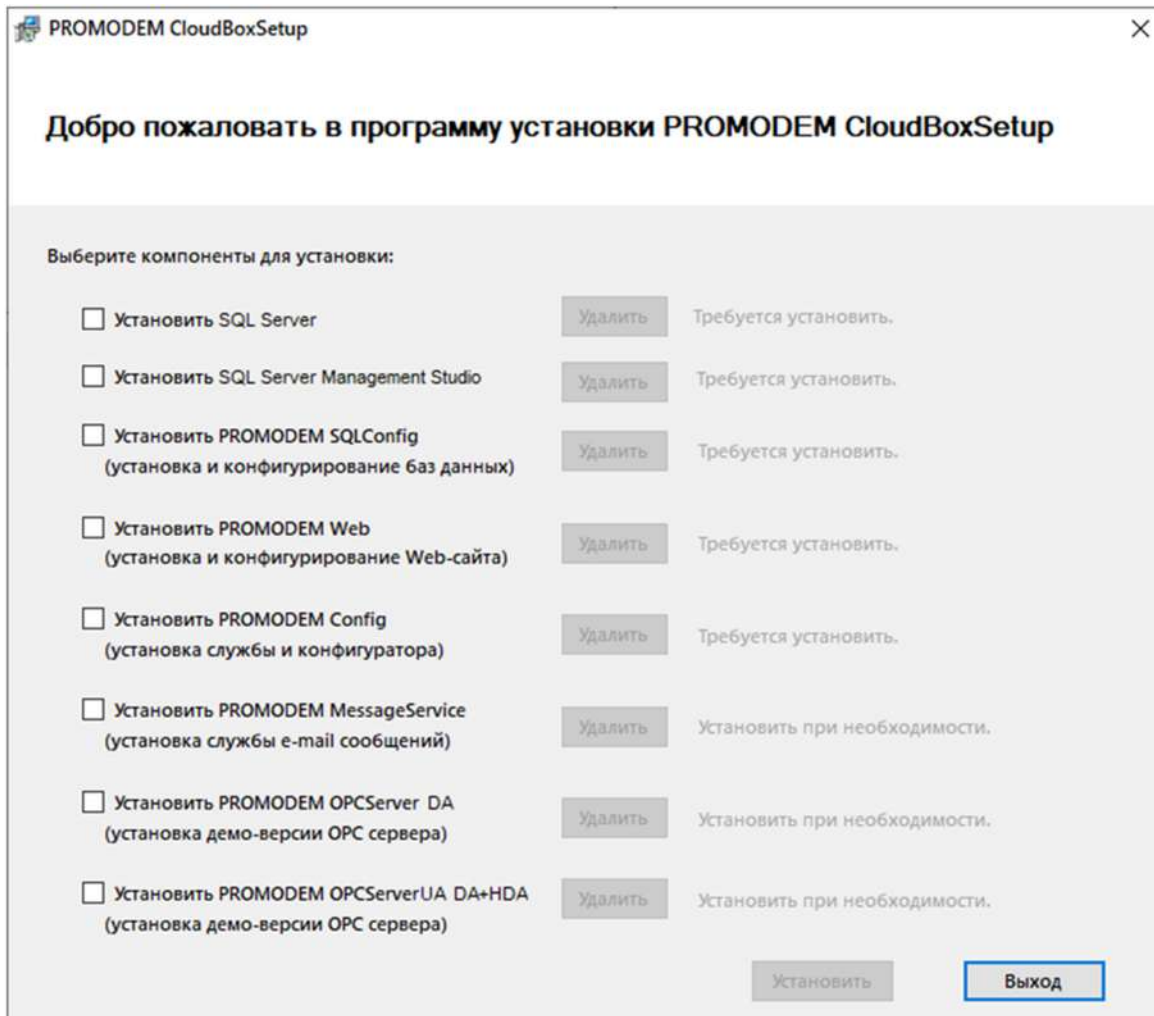 PROMODEM CloudBoxSetup
Добро пожаловать в программу установки PROMODEM CloudBoxSetup
Выберите компоненты для установки:
Установить SQL Server Удалить Требуется установить.
Установить SQL Server Management Studio Удалить Требуется установить.
Установить PROMODEM SQLConfig
(установка и конфигурирование баз данных) Удалить Требуется установить.
Установить PROMODEM Web
(установка и конфигурирование Web-сайта) Удалить Требуется установить.
Установить PROMODEM Config
(установка службы и конфигуратора) Удалить Требуется установить.
Установить PROMODEM MessageService
(установка службы e-mail сообщений) Удалить Установить при необходимости.
Установить PROMODEM OPCServer DA
(установка демо-версии OPC сервера) Удалить Установить при необходимости.
Установить PROMODEM OPCServerUA DA+HDA
(установка демо-версии OPC сервера) Удалить Установить при необходимости.
Установить Выход